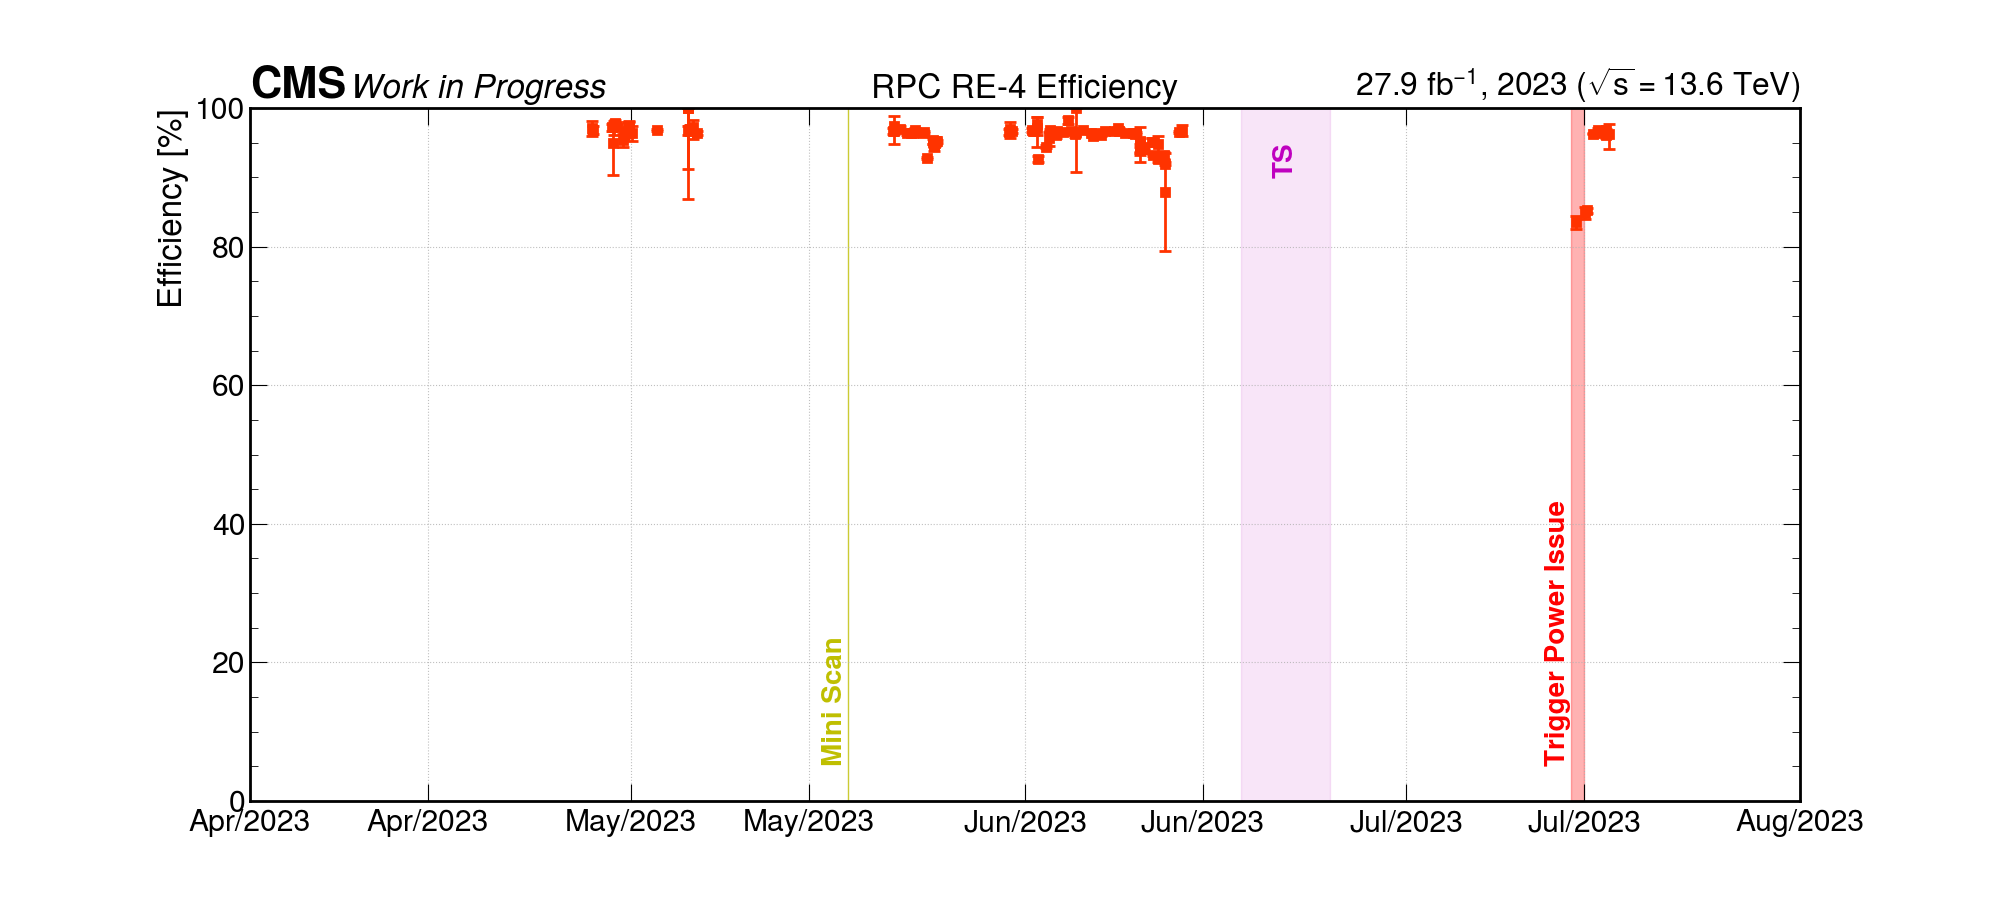 CMS Work in Progress RPC RE-4 Efficiency 27.9 fb⁻¹, 2023 (√s = 13.6 TeV)
Efficiency [%]
100
80
60
40
20
0
TS
Mini Scan
Trigger Power Issue
Apr/2023 Apr/2023 May/2023 May/2023 Jun/2023 Jun/2023 Jul/2023 Jul/2023 Aug/2023